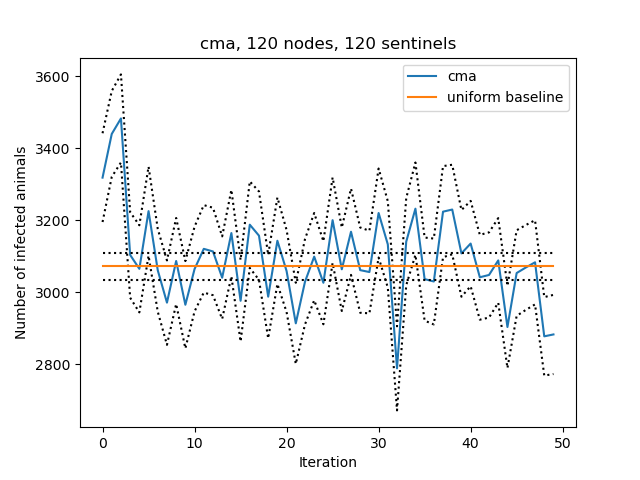 cma, 120 nodes, 120 sentinels
3600
3400
3200
3000
2800
Number of infected animals
cma
uniform baseline
0
10
20
30
40
50
Iteration